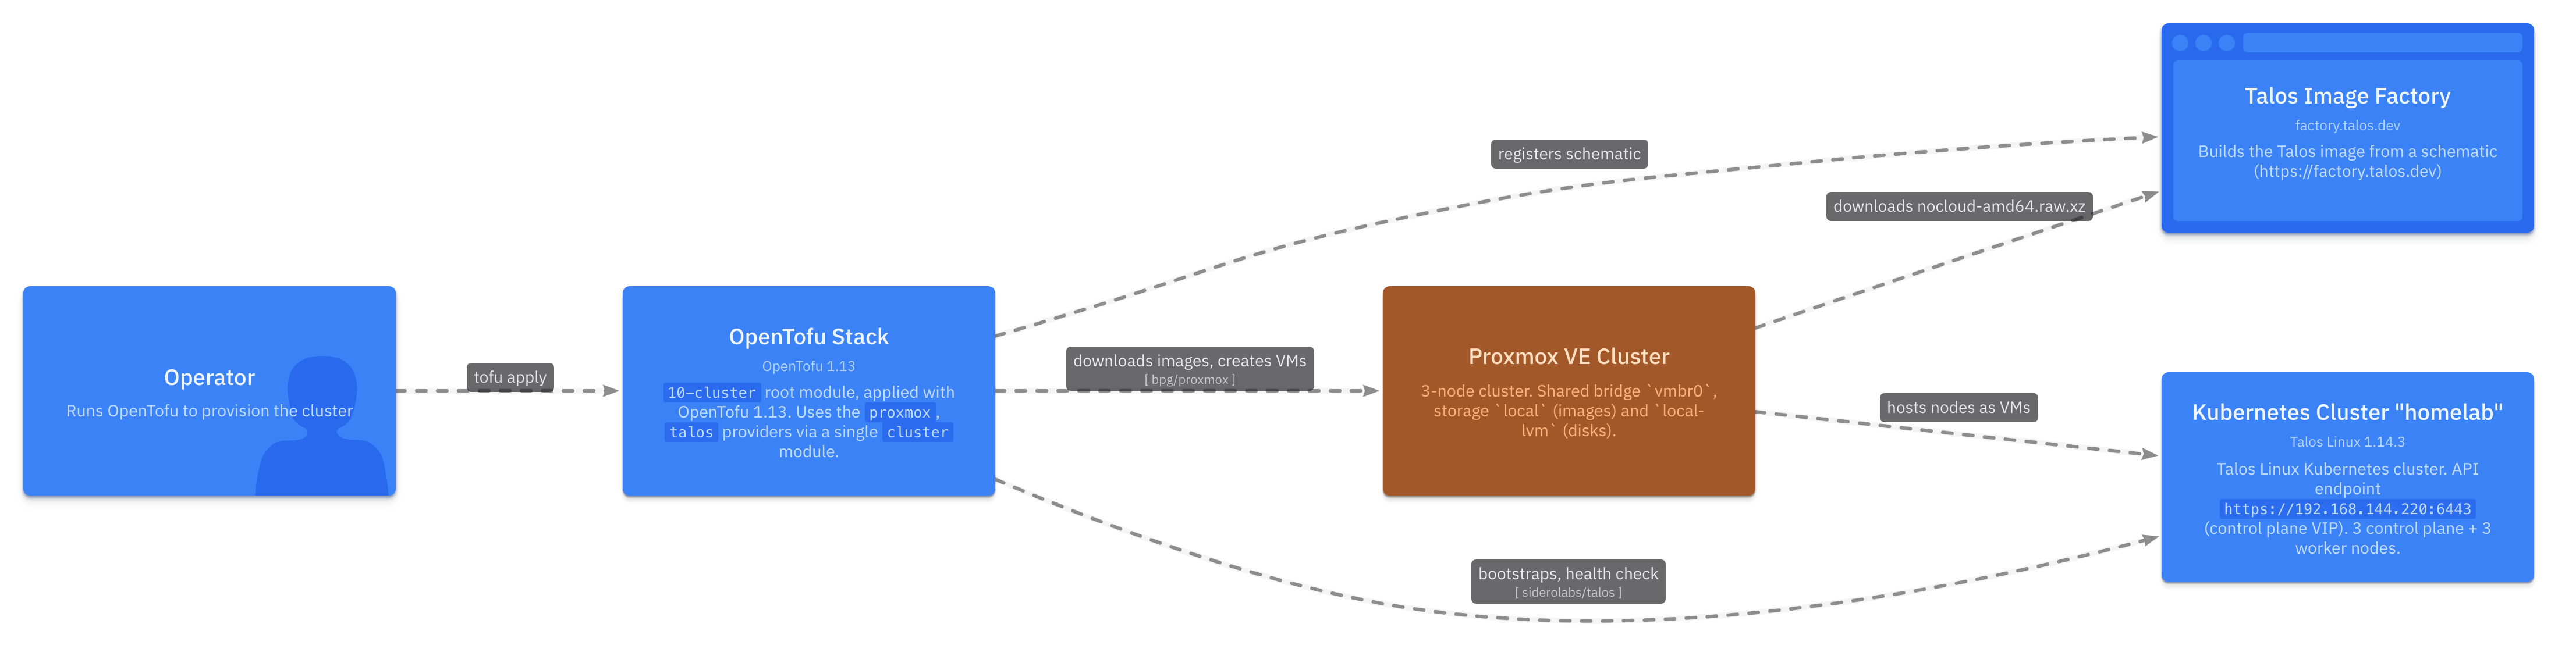 Talos Image Factory
factory.talos.dev
Builds the Talos image from a schematic
(https://factory.talos.dev)
registers schematic
downloads nocloud-amd64.raw.xz
Operator
Runs OpenTofu to provision the cluster
tofu apply
OpenTofu Stack
OpenTofu 1.13
10-cluster root module, applied with
OpenTofu 1.13. Uses the proxmox,
talos providers via a single cluster
module.
downloads images, creates VMs
[ bpg/proxmox ]
Proxmox VE Cluster
3-node cluster. Shared bridge `vmbr0`,
storage `local` (images) and `local-
lvm` (disks).
hosts nodes as VMs
Kubernetes Cluster "homelab"
Talos Linux 1.14.3
Talos Linux Kubernetes cluster. API
endpoint
https://192.168.144.220:6443
(control plane VIP). 3 control plane + 3
worker nodes.
bootstraps, health check
[ siderolabs/talos ]